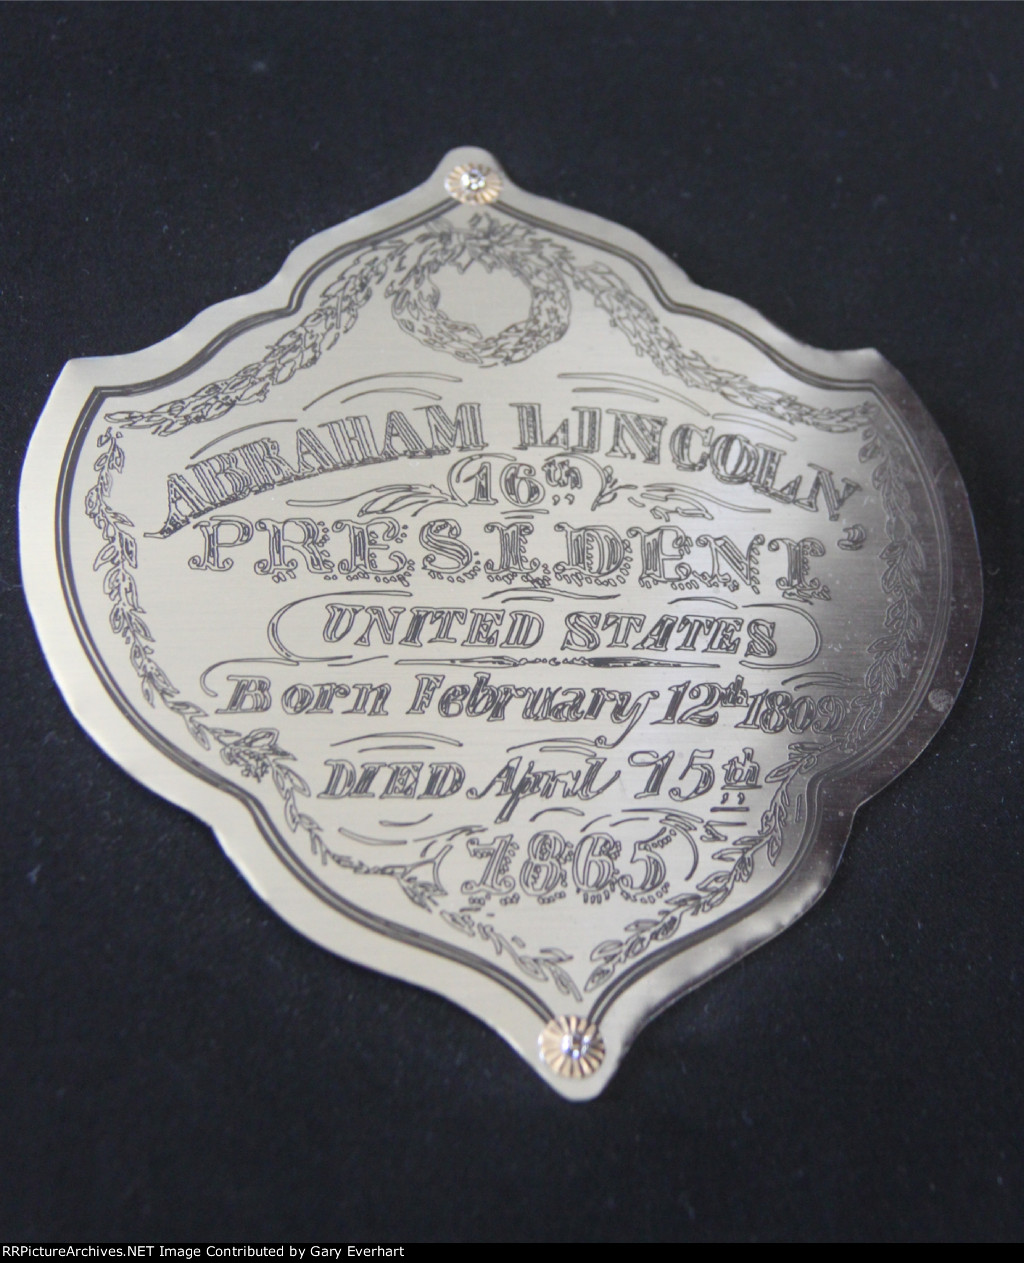 ABRAHAM LINCOLN,
16th
PRESIDENT
UNITED STATES
Born February 12th 1809
DIED April 15th
(1865)
RRPictureArchives.NET Image Contributed by Gary Everhart